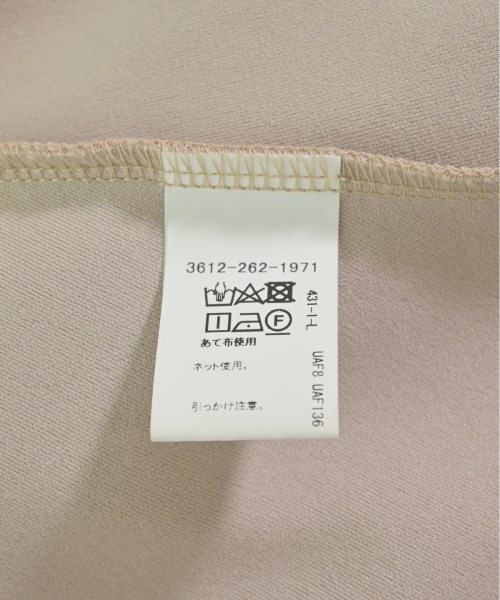 3612-262-1971
F
あて布使用
ネット使用。
引っかけ注意。
431-1-L
UAF8 UAF136